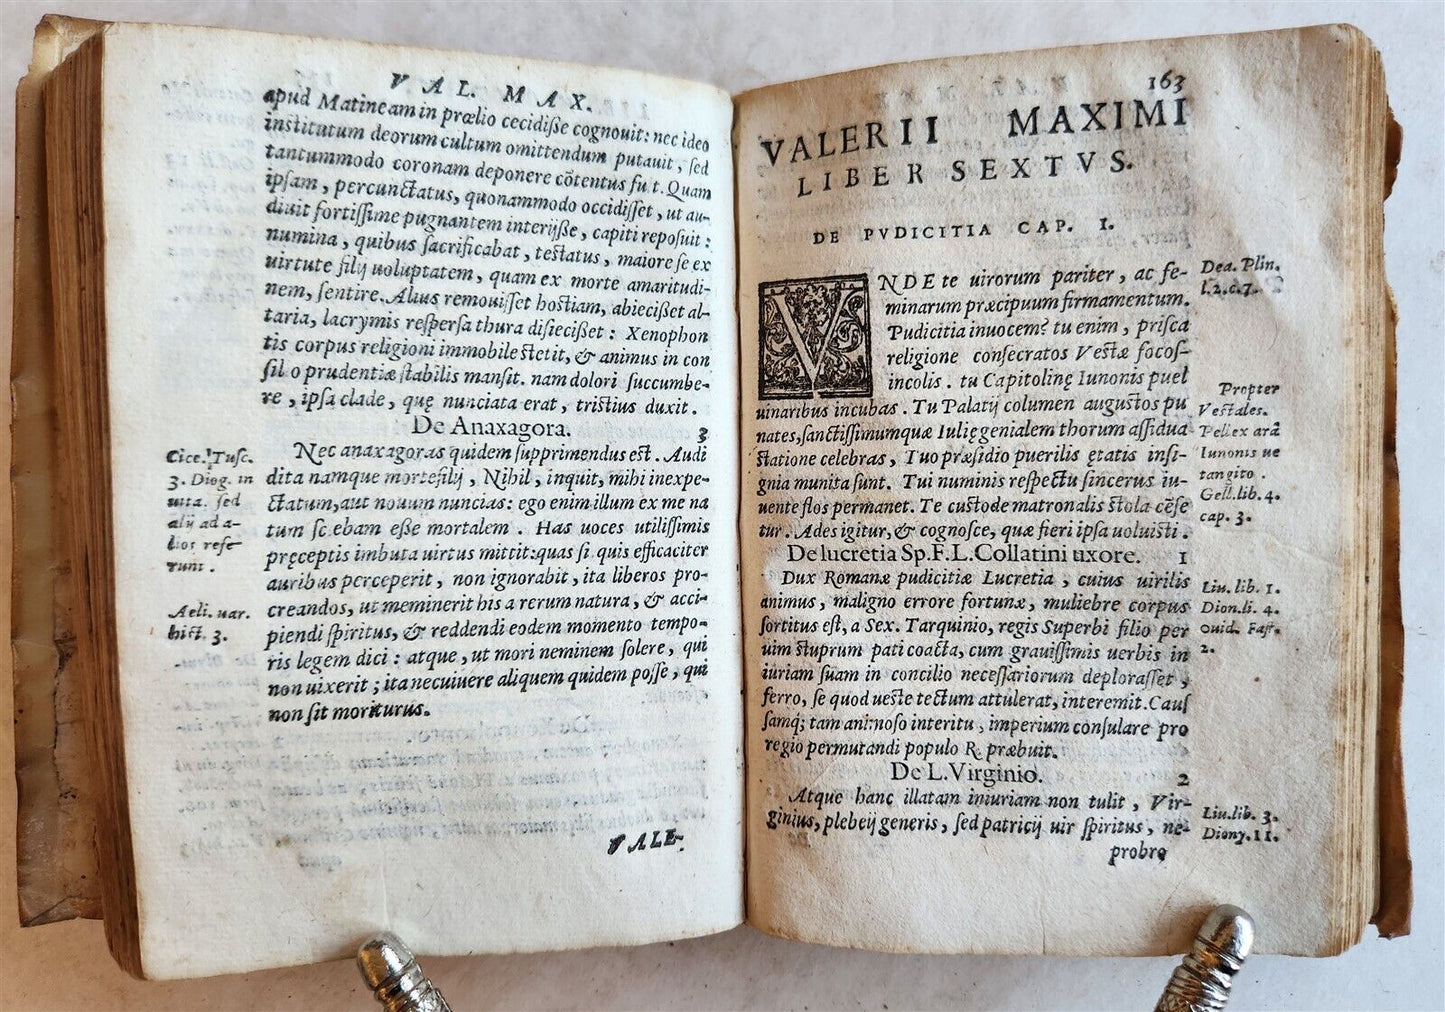 VAL. MAX.
apud Matineam in prœlio cecidiſſe cognouit: nec ideo
inſtitutum deorum cultum omittendum putauit, ſed
tantummodo coronam deponere cõtentus fu t. Quam
ipſam, percunctatus, quonammodo occidiſſet, ut au-
diuit fortiſſime pugnantem interijſſe, capiti repoſuit:
numina, quibus ſacrificabat, teſtatus, maiore ſe ex
uirtute filij uoluptatem, quam ex morte amaritudi-
nem, ſentire. Alius remouiſſet hoſtiam, abieciſſet al-
taria, lacrymis reſperſa thura diſieciſſet: Xenophon
tis corpus religioni immobile ſtetit, & animus in con
ſil o prudentiæ ſtabilis manſit. nam dolori ſuccumbe-
re, ipſa clade, quę nunciata erat, triſtius duxit.
De Anaxagora. 3
Nec anaxagoras quidem ſupprimendus eſt. Audi
dita namque morte filij, Nihil, inquit, mihi inexpe-
ctatum, aut nouum nuncias: ego enim illum ex me na
tum ſc ebam eſſe mortalem. Has uoces utiliſſimis
pręceptis imbuta uirtus mittit: quas ſi quis efficaciter
auribus perceperit, non ignorabit, ita liberos pro-
creandos, ut meminerit his a rerum natura, & acci-
piendi ſpiritus, & reddendi eodem momento tempo-
ris legem dici: atque, ut mori neminem ſolere, qui
non uixerit; ita nec uiuere aliquem quidem poſſe, qui
non ſit moriturus.
Cice. Tuſc.
3. Diog. in
uita. ſed
alij ad a-
lios refe
runt.
Aeli. uar.
hiſt. 3.
VALE-
163
VALERII MAXIMI
LIBER SEXTVS.
DE PVDICITIA CAP. I.
VNDE te uirorum pariter, ac fe-
minarum præcipuum firmamentum.
Pudicitia inuocem? tu enim, priſca
religione conſecratos Veſtæ focoſ-
incolis. tu Capitolinę Iunonis puel
uinaribus incubas. Tu Palatij columen auguſtos pu
nates, ſanctiſſimumquæ Iulię genialem thorum aſſidua
ſtatione celebras, Tuo præſidio puerilis ętatis inſi-
gnia munita ſunt. Tui numinis reſpectu ſincerus iu-
uente flos permanet. Te cuſtode matronalis ſtola cẽſe
tur. Ades igitur, & cognoſce, quæ fieri ipſa uoluiſti.
De lucretia Sp. F. L. Collatini uxore. 1
Dux Romanæ pudicitiæ Lucretia, cuius uirilis
animus, maligno errore fortunæ, muliebre corpus
ſortitus eſt, a Sex. Tarquinio, regis Superbi filio per
uim ſtuprum pati coacta, cum grauiſſimis uerbis in
iuriam ſuam in concilio neceſſariorum deploraſſet,
ferro, ſe quod ueſte tectum attulerat, interemit. Cauſ
ſamq; tam animoſo interitu, imperium conſulare pro
regio permutandi populo R. præbuit.
De L. Virginio. 2
Atque hanc illatam iniuriam non tulit, Vir-
ginius, plebeij generis, ſed patricij uir ſpiritus, ne-
probro
Dea. Plin.
l.2.c.7.
Propter
Veſtales.
Pellex arã
Iunonis ne
tangito.
Gell. lib. 4.
cap. 3.
Liu. lib. 1.
Dion. li. 4.
ouid. Faſt.
2.
Liu. lib. 3.
Diony. 11.